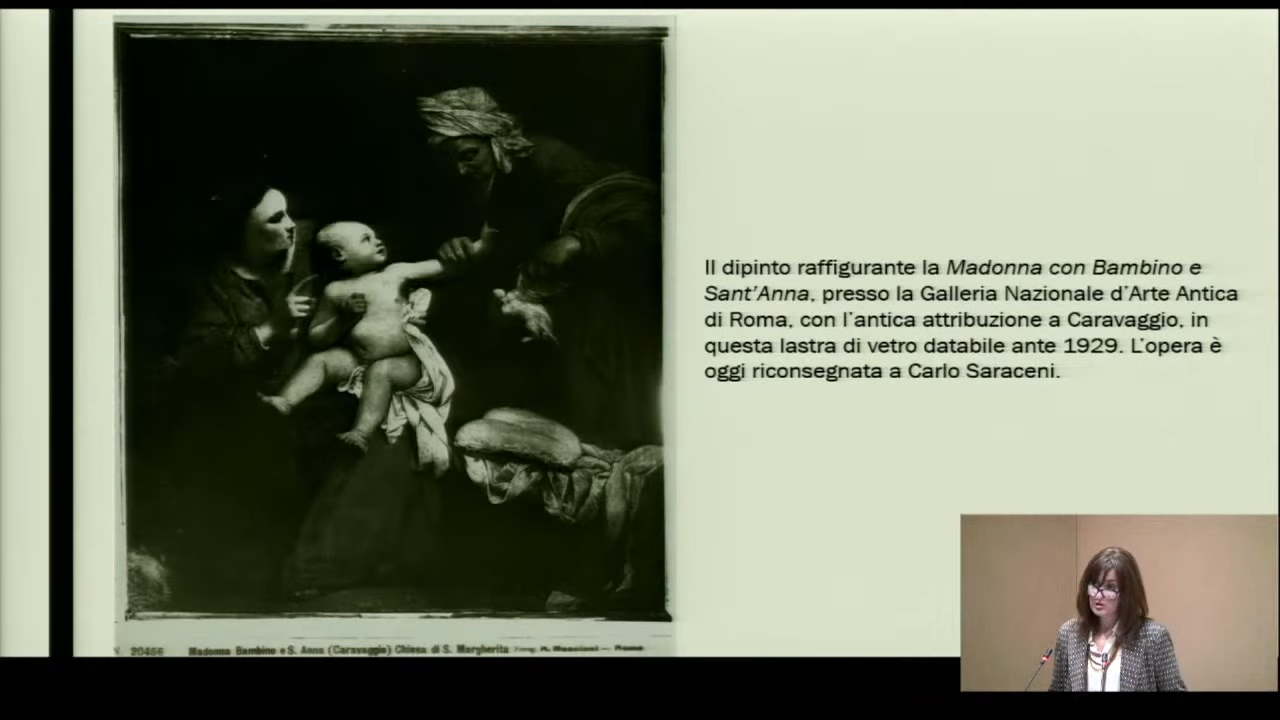 Il dipinto raffigurante la Madonna con Bambino e
Sant'Anna, presso la Galleria Nazionale d'Arte Antica
di Roma, con l'antica attribuzione a Caravaggio, in
questa lastra di vetro databile ante 1929. L'opera è
oggi riconsegnata a Carlo Saraceni.
N. 20466 Madonna Bambino e S. Anna (Caravaggio) Chiesa di S. Margherita — Roma